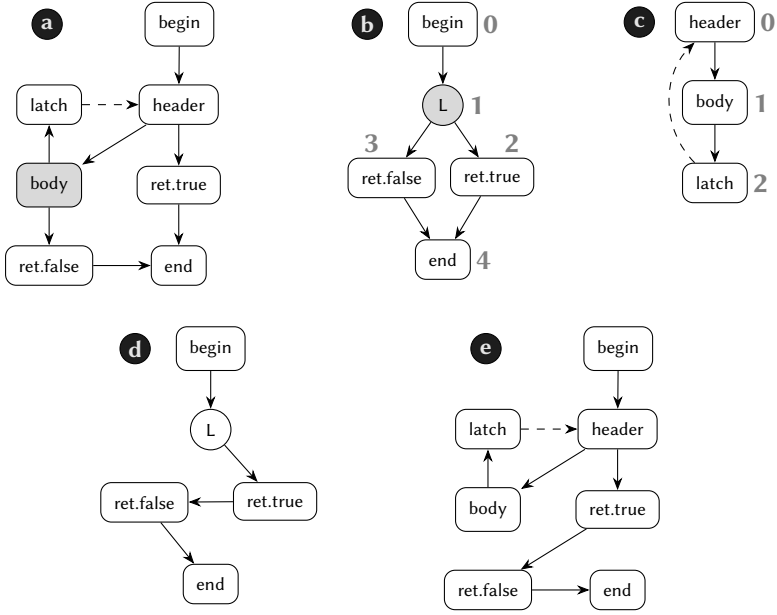 a
begin
latch
header
body
ret.true
ret.false
end
b
begin 0
L 1
3 2
ret.false
ret.true
end 4
c
header 0
body 1
latch 2
d
begin
L
ret.false
ret.true
end
e
begin
latch
header
body
ret.true
ret.false
end